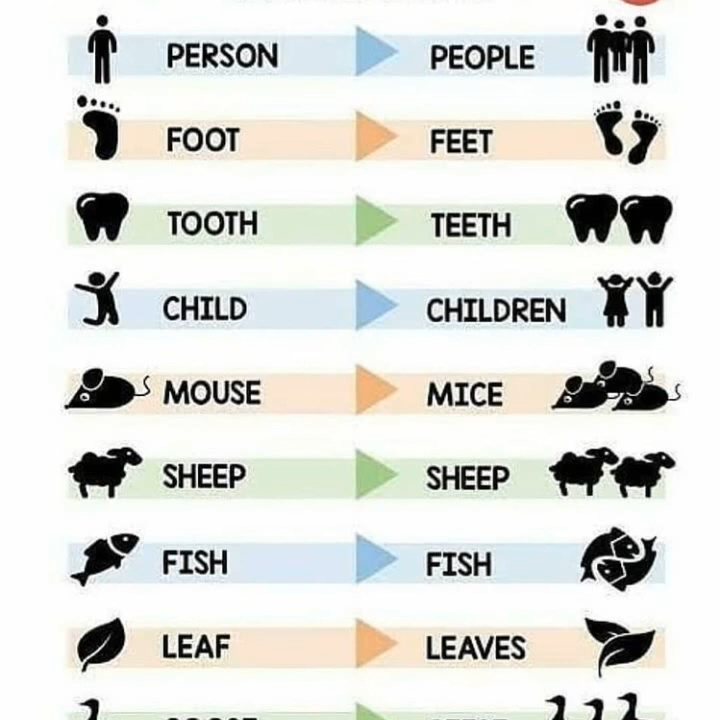 PERSON PEOPLE
FOOT FEET
TOOTH TEETH
CHILD CHILDREN
MOUSE MICE
SHEEP SHEEP
FISH FISH
LEAF LEAVES